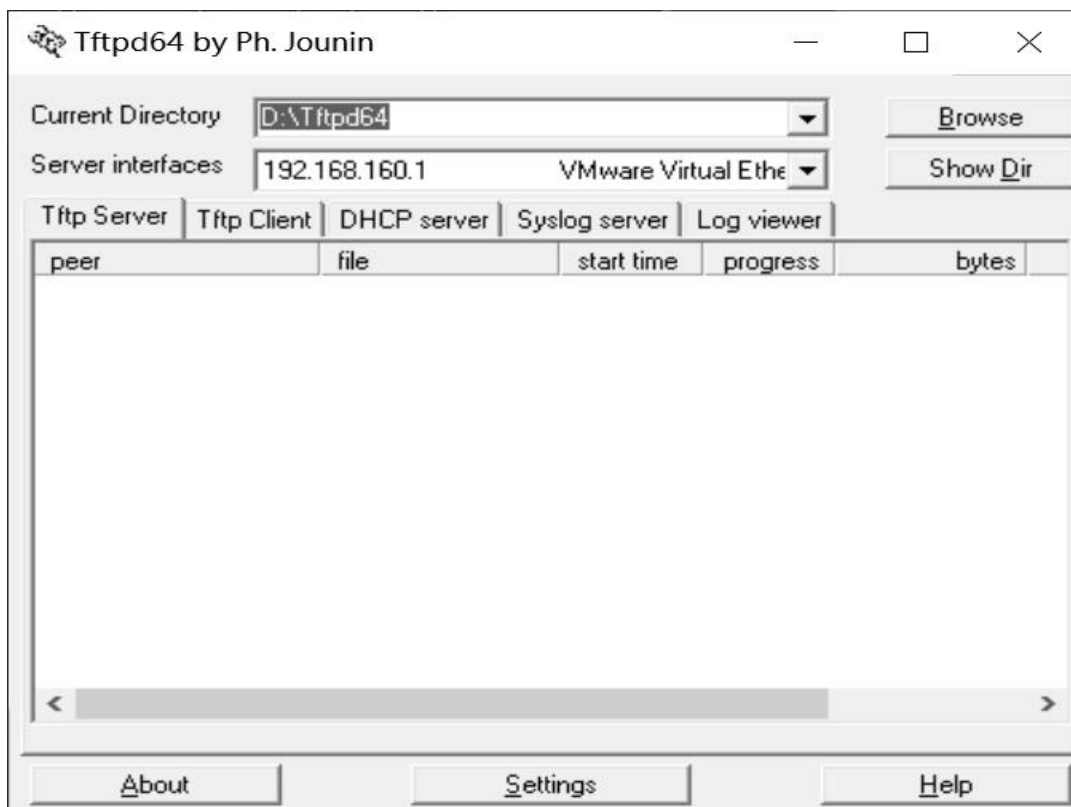 Tftpd64 by Ph. Jounin
Current Directory D:\Tftpd64 Browse
Server interfaces 192.168.160.1 VMware Virtual Ethe Show Dir
Tftp Server Tftp Client DHCP server Syslog server Log viewer
peer file start time progress bytes
About Settings Help